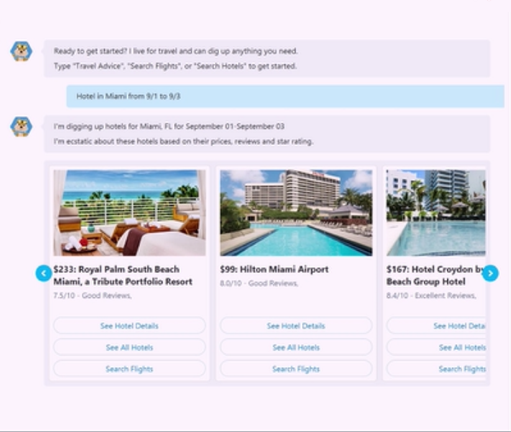 Ready to get started? I live for travel and can dig up anything you need.
Type "Travel Advice", "Search Flights", or "Search Hotels" to get started.
Hotel in Miami from 9/1 to 9/3
I'm digging up hotels for Miami, FL for September 01-September 03
I'm ecstatic about these hotels based on their prices, reviews and star rating.
$233: Royal Palm South Beach
Miami, a Tribute Portfolio Resort
7.5/10 · Good Reviews,
See Hotel Details
See All Hotels
Search Flights
$99: Hilton Miami Airport
8.0/10 · Good Reviews,
See Hotel Details
See All Hotels
Search Flights
$167: Hotel Croydon by
Beach Group Hotel
8.4/10 · Excellent Reviews,
See Hotel Detai
See All Hotels
Search Flights